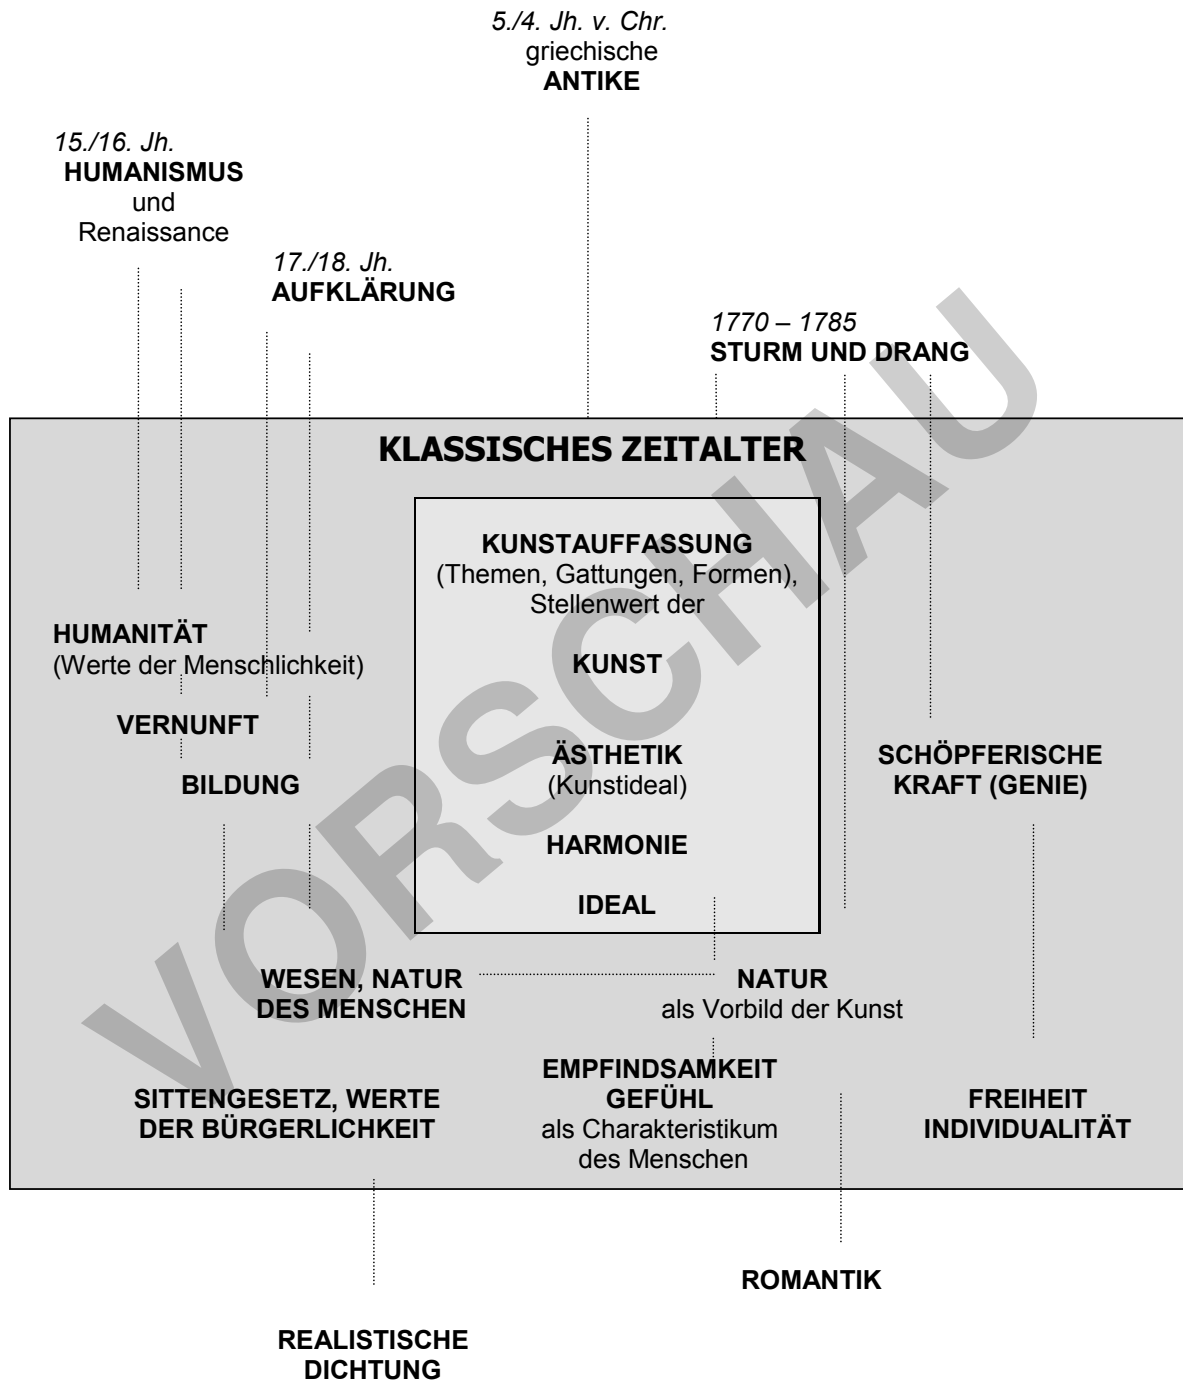 5./4. Jh. v. Chr.
griechische
ANTIKE
15./16. Jh.
HUMANISMUS
und
Renaissance
17./18. Jh.
AUFKLÄRUNG
1770 – 1785
STURM UND DRANG
KLASSISCHES ZEITALTER
KUNSTAUFFASSUNG
(Themen, Gattungen, Formen),
Stellenwert der
KUNST
ÄSTHETIK
(Kunstideal)
HARMONIE
IDEAL
HUMANITÄT
(Werte der Menschlichkeit)
VERNUNFT
BILDUNG
SCHÖPFERISCHE
KRAFT (GENIE)
WESEN, NATUR
DES MENSCHEN
NATUR
als Vorbild der Kunst
SITTENGESETZ, WERTE
DER BÜRGERLICHKEIT
EMPFINDSAMKEIT
GEFÜHL
als Charakteristikum
des Menschen
FREIHEIT
INDIVIDUALITÄT
ROMANTIK
REALISTISCHE
DICHTUNG
VORSCHAU